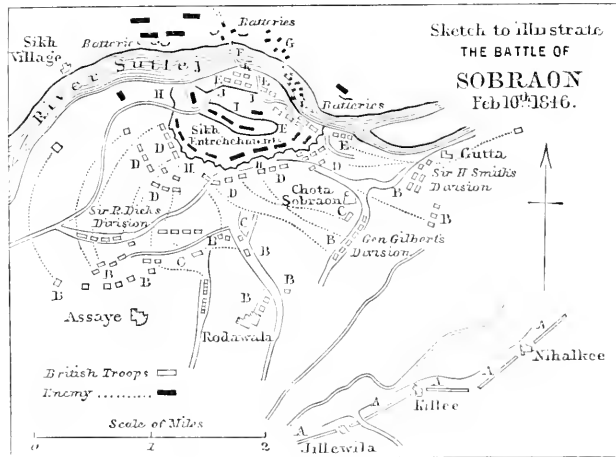 Sketch to illustrate
THE BATTLE OF
SOBRAON
Feb 10th 1846.
Batteries
Batteries
Sikh
Village
River Sutlej
G
F
K
E
E
H
J
J
I
Batteries
Sikh
Entrenchments
E
E
D
D
D
H
H
D
D
D
Gutta
Sir H Smith's
Division
B
B
Chota
Sobraon
C
Sir R. Dick's
Division
Gen Gilbert's
Division
B
C
B
B
B
C
B
B
B
B
Assaye
Rodawala
Nihalkee
A
A
A
A
A
Killee
Jillewila
British Troops
Enemy
Scale of Miles
0 1 2